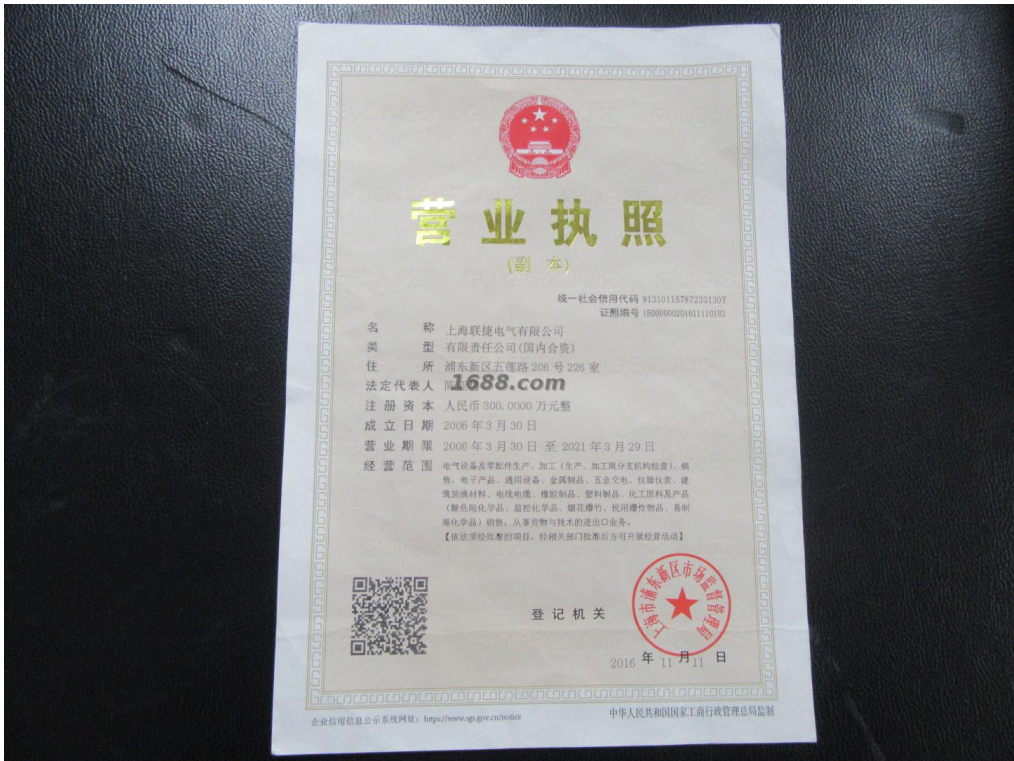 营业执照
(副 本)
统一社会信用代码 91310115787233130Y
证照编号 15000000201611110183
名 称 上海联捷电气有限公司
类 型 有限责任公司(国内合资)
住 所 浦东新区五莲路206号226室
法定代表人 陈
1688.com
注册资本 人民币300.0000万元整
成立日期 2006年3月30日
营业期限 2006年3月30日 至 2021年3月29日
经营范围 电气设备及零配件生产、加工(生产、加工限分支机构经营)、销
售,电子产品、通用设备、金属制品、五金交电、仪器仪表、建
筑装潢材料、电线电缆、橡胶制品、塑料制品、化工原料及产品
(除危险化学品、监控化学品、烟花爆竹、民用爆炸物品、易制
毒化学品)销售,从事货物与技术的进出口业务。
【依法须经批准的项目,经相关部门批准后方可开展经营活动】
登记机关
上海市浦东新区市场监督管理局
2016 年 11 月 11 日
企业信用信息公示系统网址:https://www.sgs.gov.cn/notice
中华人民共和国国家工商行政管理总局监制